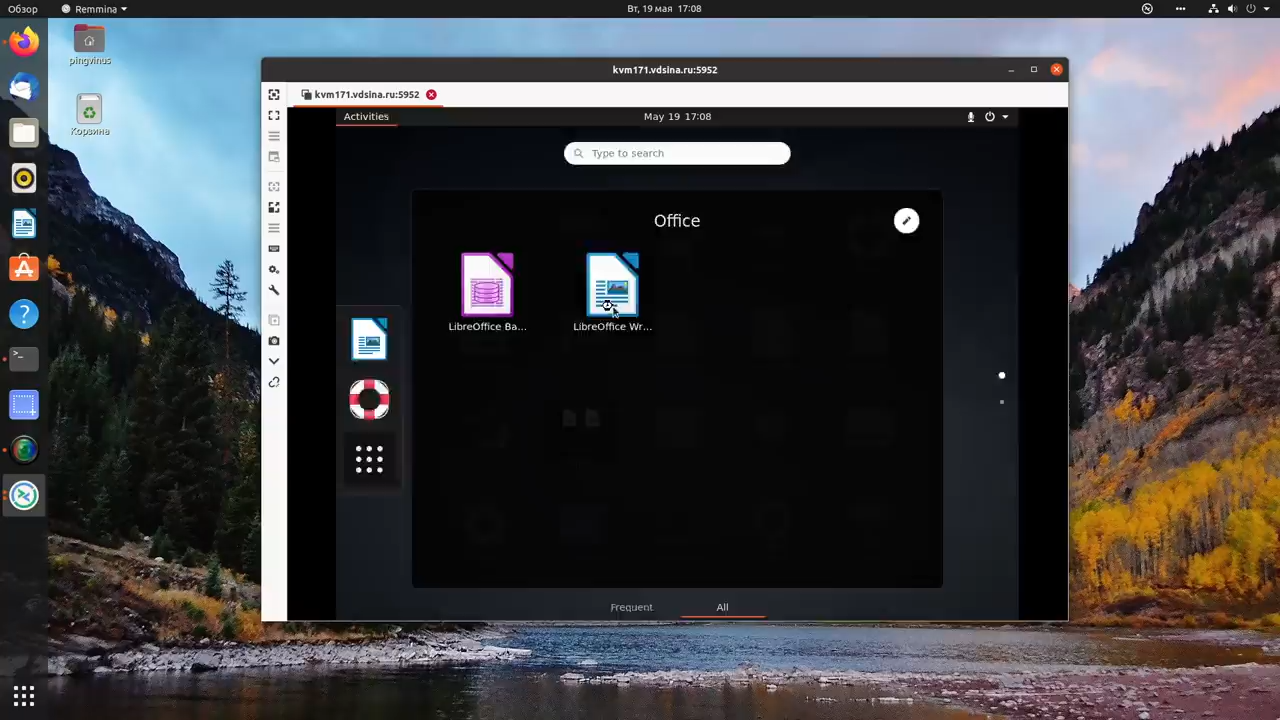 Обзор
Remmina
Вт, 19 мая 17:08
pingvinus
Корзина
kvm171.vdsina.ru:5952
kvm171.vdsina.ru:5952
Activities
May 19 17:08
Type to search
Office
LibreOffice Ba...
LibreOffice Wr...
Frequent
All